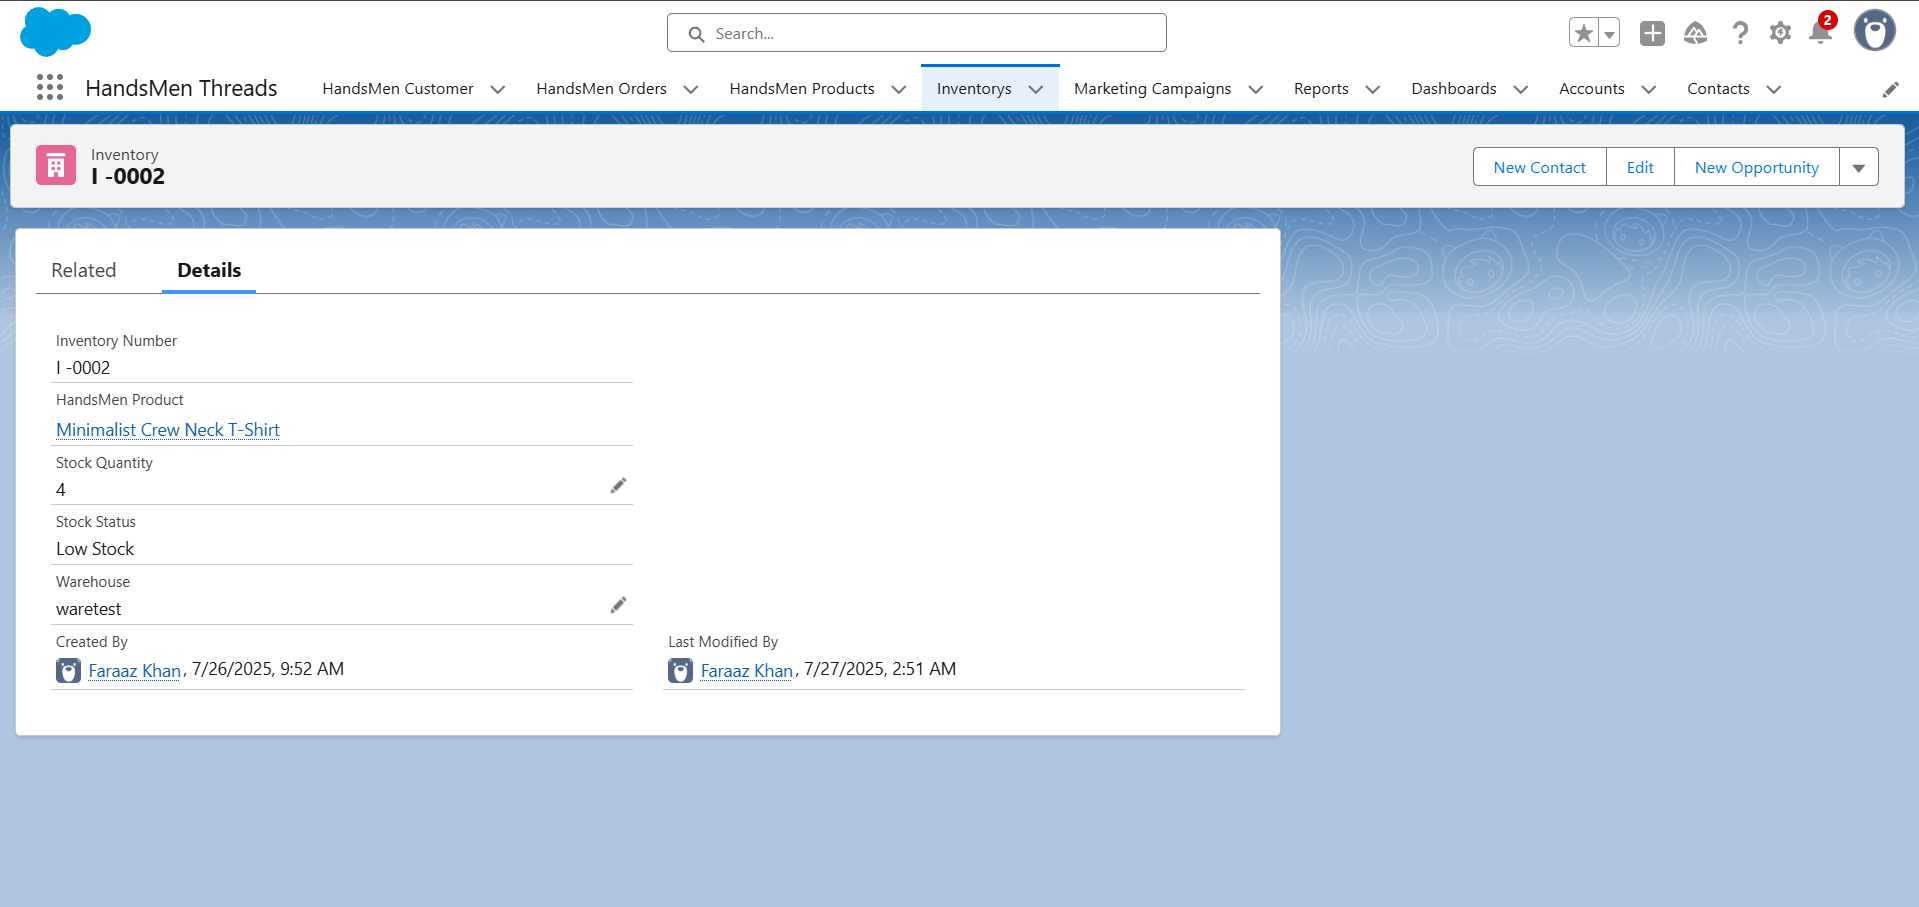 Search...
2
HandsMen Threads
HandsMen Customer
HandsMen Orders
HandsMen Products
Inventorys
Marketing Campaigns
Reports
Dashboards
Accounts
Contacts
Inventory
I -0002
New Contact
Edit
New Opportunity
Related
Details
Inventory Number
I -0002
HandsMen Product
Minimalist Crew Neck T-Shirt
Stock Quantity
4
Stock Status
Low Stock
Warehouse
waretest
Created By
Faraaz Khan, 7/26/2025, 9:52 AM
Last Modified By
Faraaz Khan, 7/27/2025, 2:51 AM